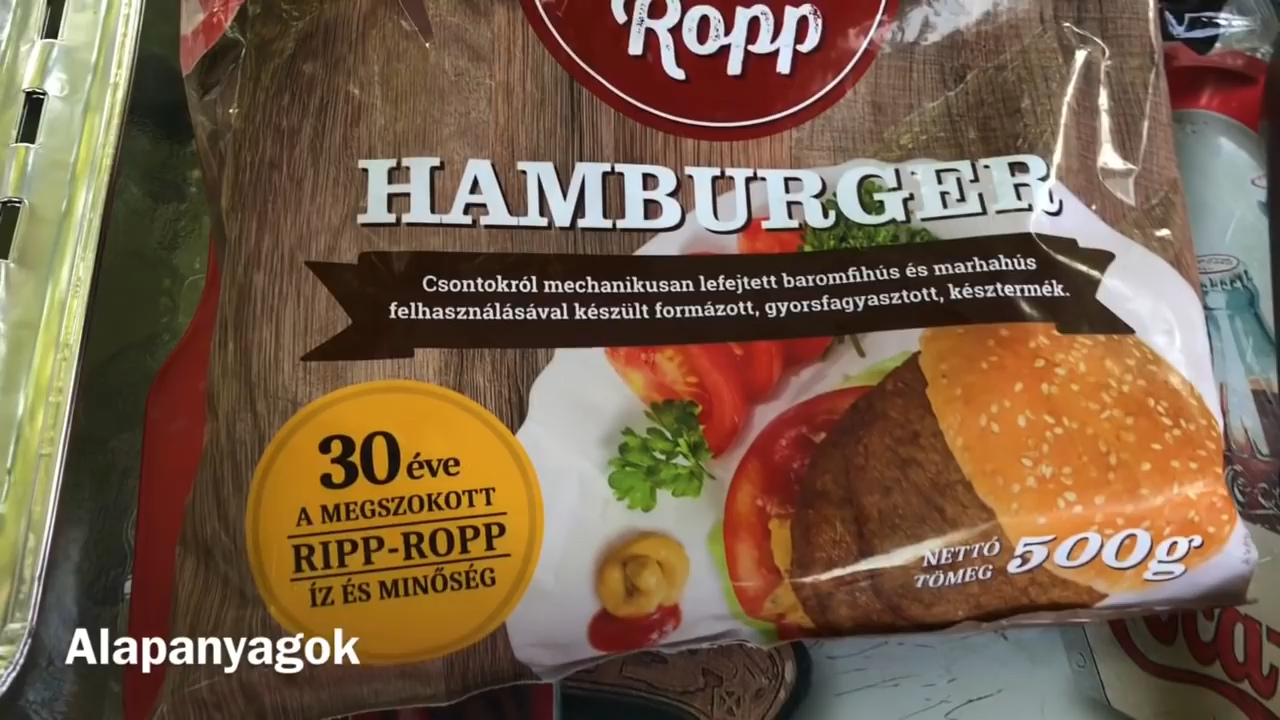 Ropp
HAMBURGER
Csontokról mechanikusan lefejtett baromfihús és marhahús
felhasználásával készült formázott, gyorsfagyasztott, késztermék.
30 éve
A MEGSZOKOTT
RIPP-ROPP
ÍZ ÉS MINŐSÉG
NETTÓ
TÖMEG
500g
Alapanyagok